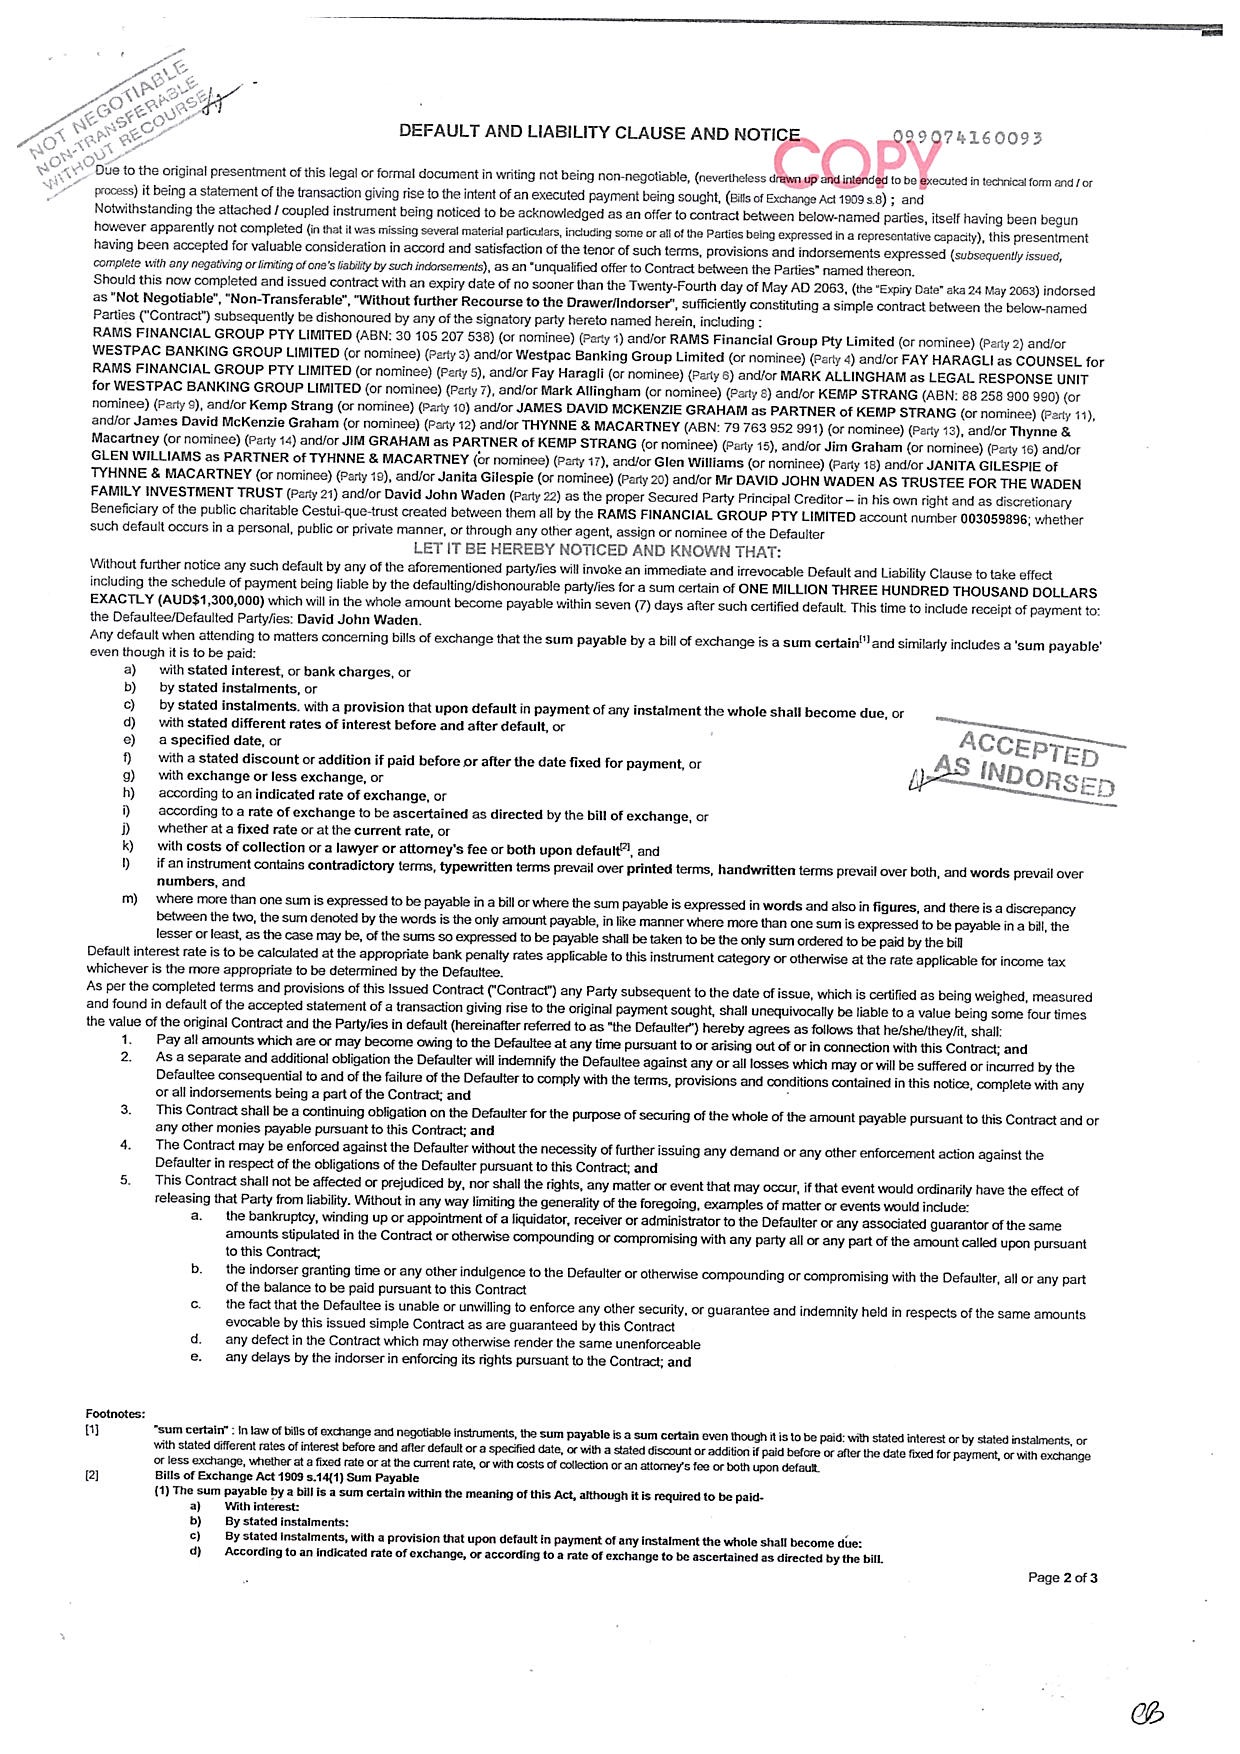 NOT NEGOTIABLE
NON-TRANSFERABLE
WITHOUT RECOURSE
DEFAULT AND LIABILITY CLAUSE AND NOTICE
099074160093
COPY
Due to the original presentment of this legal or formal document in writing not being non-negotiable, (nevertheless drawn up and intended to be executed in technical form and / or
process) it being a statement of the transaction giving rise to the intent of an executed payment being sought, (Bills of Exchange Act 1909 s.8) ; and
Notwithstanding the attached / coupled instrument being noticed to be acknowledged as an offer to contract between below-named parties, itself having been begun
however apparently not completed (in that it was missing several material particulars, including some or all of the Parties being expressed in a representative capacity), this presentment
having been accepted for valuable consideration in accord and satisfaction of the tenor of such terms, provisions and indorsements expressed (subsequently issued,
complete with any negativing or limiting of one's liability by such indorsements), as an "unqualified offer to Contract between the Parties" named thereon.
Should this now completed and issued contract with an expiry date of no sooner than the Twenty-Fourth day of May AD 2063, (the "Expiry Date" aka 24 May 2063) indorsed
as "Not Negotiable", "Non-Transferable", "Without further Recourse to the Drawer/Indorser", sufficiently constituting a simple contract between the below-named
Parties ("Contract") subsequently be dishonoured by any of the signatory party hereto named herein, including :
RAMS FINANCIAL GROUP PTY LIMITED (ABN: 30 105 207 538) (or nominee) (Party 1) and/or RAMS Financial Group Pty Limited (or nominee) (Party 2) and/or
WESTPAC BANKING GROUP LIMITED (or nominee) (Party 3) and/or Westpac Banking Group Limited (or nominee) (Party 4) and/or FAY HARAGLI as COUNSEL for
RAMS FINANCIAL GROUP PTY LIMITED (or nominee) (Party 5), and/or Fay Haragli (or nominee) (Party 6) and/or MARK ALLINGHAM as LEGAL RESPONSE UNIT
for WESTPAC BANKING GROUP LIMITED (or nominee) (Party 7), and/or Mark Allingham (or nominee) (Party 8) and/or KEMP STRANG (ABN: 88 258 900 990) (or
nominee) (Party 9), and/or Kemp Strang (or nominee) (Party 10) and/or JAMES DAVID MCKENZIE GRAHAM as PARTNER OF KEMP STRANG (or nominee) (Party 11),
and/or James David McKenzie Graham (or nominee) (Party 12) and/or THYNNE & MACARTNEY (ABN: 79 763 952 991) (or nominee) (Party 13), and/or Thynne &
Macartney (or nominee) (Party 14) and/or JIM GRAHAM as PARTNER OF KEMP STRANG (or nominee) (Party 15), and/or Jim Graham (or nominee) (Party 16) and/or
GLEN WILLIAMS as PARTNER OF TYHNNE & MACARTNEY (or nominee) (Party 17), and/or Glen Williams (or nominee) (Party 18) and/or JANITA GILESPIE of
TYHNNE & MACARTNEY (or nominee) (Party 19), and/or Janita Gilespie (or nominee) (Party 20) and/or Mr DAVID JOHN WADEN AS TRUSTEE FOR THE WADEN
FAMILY INVESTMENT TRUST (Party 21) and/or David John Waden (Party 22) as the proper Secured Party Principal Creditor – in his own right and as discretionary
Beneficiary of the public charitable Cestui-que-trust created between them all by the RAMS FINANCIAL GROUP PTY LIMITED account number 003059896; whether
such default occurs in a personal, public or private manner, or through any other agent, assign or nominee of the Defaulter
LET IT BE HEREBY NOTICED AND KNOWN THAT:
Without further notice any such default by any of the aforementioned party/ies will invoke an immediate and irrevocable Default and Liability Clause to take effect
including the schedule of payment being liable by the defaulting/dishonourable party/ies for a sum certain of ONE MILLION THREE HUNDRED THOUSAND DOLLARS
EXACTLY (AUD$1,300,000) which will in the whole amount become payable within seven (7) days after such certified default. This time to include receipt of payment to:
the Defaultee/Defaulted Party/ies: David John Waden.
Any default when attending to matters concerning bills of exchange that the sum payable by a bill of exchange is a sum certain[1] and similarly includes a 'sum payable'
even though it is to be paid:
a) with stated interest, or bank charges, or
b) by stated instalments, or
c) by stated instalments. with a provision that upon default in payment of any instalment the whole shall become due, or
d) with stated different rates of interest before and after default, or
e) a specified date, or
f) with a stated discount or addition if paid before or after the date fixed for payment, or
g) with exchange or less exchange, or
h) according to an indicated rate of exchange, or
i) according to a rate of exchange to be ascertained as directed by the bill of exchange, or
j) whether at a fixed rate or at the current rate, or
k) with costs of collection or a lawyer or attorney's fee or both upon default[2], and
l) if an instrument contains contradictory terms, typewritten terms prevail over printed terms, handwritten terms prevail over both, and words prevail over
numbers, and
m) where more than one sum is expressed to be payable in a bill or where the sum payable is expressed in words and also in figures, and there is a discrepancy
between the two, the sum denoted by the words is the only amount payable, in like manner where more than one sum is expressed to be payable in a bill, the
lesser or least, as the case may be, of the sums so expressed to be payable shall be taken to be the only sum ordered to be paid by the bill
ACCEPTED
AS INDORSED
Default interest rate is to be calculated at the appropriate bank penalty rates applicable to this instrument category or otherwise at the rate applicable for income tax
whichever is the more appropriate to be determined by the Defaultee.
As per the completed terms and provisions of this Issued Contract ("Contract") any Party subsequent to the date of issue, which is certified as being weighed, measured
and found in default of the accepted statement of a transaction giving rise to the original payment sought, shall unequivocally be liable to a value being some four times
the value of the original Contract and the Party/ies in default (hereinafter referred to as "the Defaulter") hereby agrees as follows that he/she/they/it, shall:
1. Pay all amounts which are or may become owing to the Defaultee at any time pursuant to or arising out of or in connection with this Contract; and
2. As a separate and additional obligation the Defaulter will indemnify the Defaultee against any or all losses which may or will be suffered or incurred by the
Defaultee consequential to and of the failure of the Defaulter to comply with the terms, provisions and conditions contained in this notice, complete with any
or all indorsements being a part of the Contract; and
3. This Contract shall be a continuing obligation on the Defaulter for the purpose of securing of the whole of the amount payable pursuant to this Contract and or
any other monies payable pursuant to this Contract; and
4. The Contract may be enforced against the Defaulter without the necessity of further issuing any demand or any other enforcement action against the
Defaulter in respect of the obligations of the Defaulter pursuant to this Contract; and
5. This Contract shall not be affected or prejudiced by, nor shall the rights, any matter or event that may occur, if that event would ordinarily have the effect of
releasing that Party from liability. Without in any way limiting the generality of the foregoing, examples of matter or events would include:
a. the bankruptcy, winding up or appointment of a liquidator, receiver or administrator to the Defaulter or any associated guarantor of the same
amounts stipulated in the Contract or otherwise compounding or compromising with any party all or any part of the amount called upon pursuant
to this Contract;
b. the indorser granting time or any other indulgence to the Defaulter or otherwise compounding or compromising with the Defaulter, all or any part
of the balance to be paid pursuant to this Contract
c. the fact that the Defaultee is unable or unwilling to enforce any other security, or guarantee and indemnity held in respects of the same amounts
evocable by this issued simple Contract as are guaranteed by this Contract
d. any defect in the Contract which may otherwise render the same unenforceable
e. any delays by the indorser in enforcing its rights pursuant to the Contract; and
Footnotes:
[1] "sum certain" : In law of bills of exchange and negotiable instruments, the sum payable is a sum certain even though it is to be paid: with stated interest or by stated instalments, or
with stated different rates of interest before and after default or a specified date, or with a stated discount or addition if paid before or after the date fixed for payment, or with exchange
or less exchange, whether at a fixed rate or at the current rate, or with costs of collection or an attorney's fee or both upon default.
[2] Bills of Exchange Act 1909 s.14(1) Sum Payable
(1) The sum payable by a bill is a sum certain within the meaning of this Act, although it is required to be paid-
a) With interest:
b) By stated instalments:
c) By stated Instalments, with a provision that upon default in payment of any instalment the whole shall become due:
d) According to an indicated rate of exchange, or according to a rate of exchange to be ascertained as directed by the bill.
Page 2 of 3